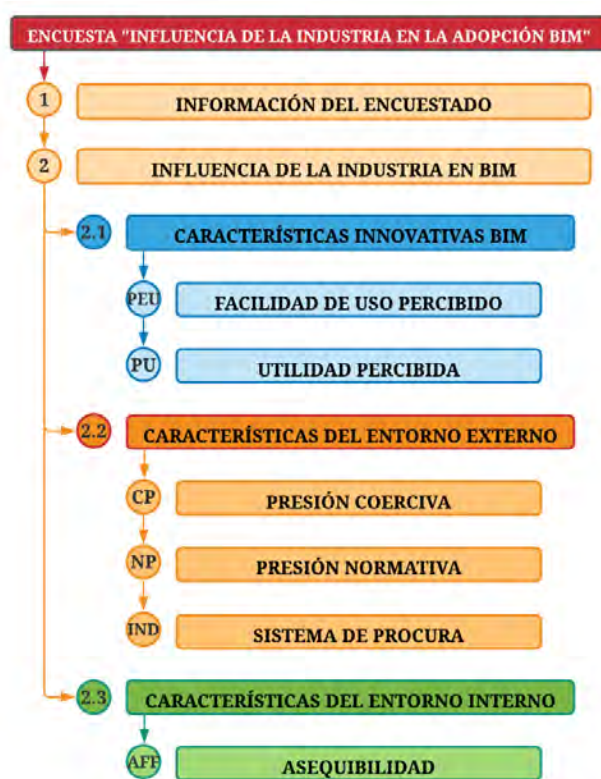 ENCUESTA "INFLUENCIA DE LA INDUSTRIA EN LA ADOPCIÓN BIM"
1 INFORMACIÓN DEL ENCUESTADO
2 INFLUENCIA DE LA INDUSTRIA EN BIM
2.1 CARACTERÍSTICAS INNOVATIVAS BIM
PEU FACILIDAD DE USO PERCIBIDO
PU UTILIDAD PERCIBIDA
2.2 CARACTERÍSTICAS DEL ENTORNO EXTERNO
CP PRESIÓN COERCIVA
NP PRESIÓN NORMATIVA
IND SISTEMA DE PROCURA
2.3 CARACTERÍSTICAS DEL ENTORNO INTERNO
AFF ASEQUIBILIDAD